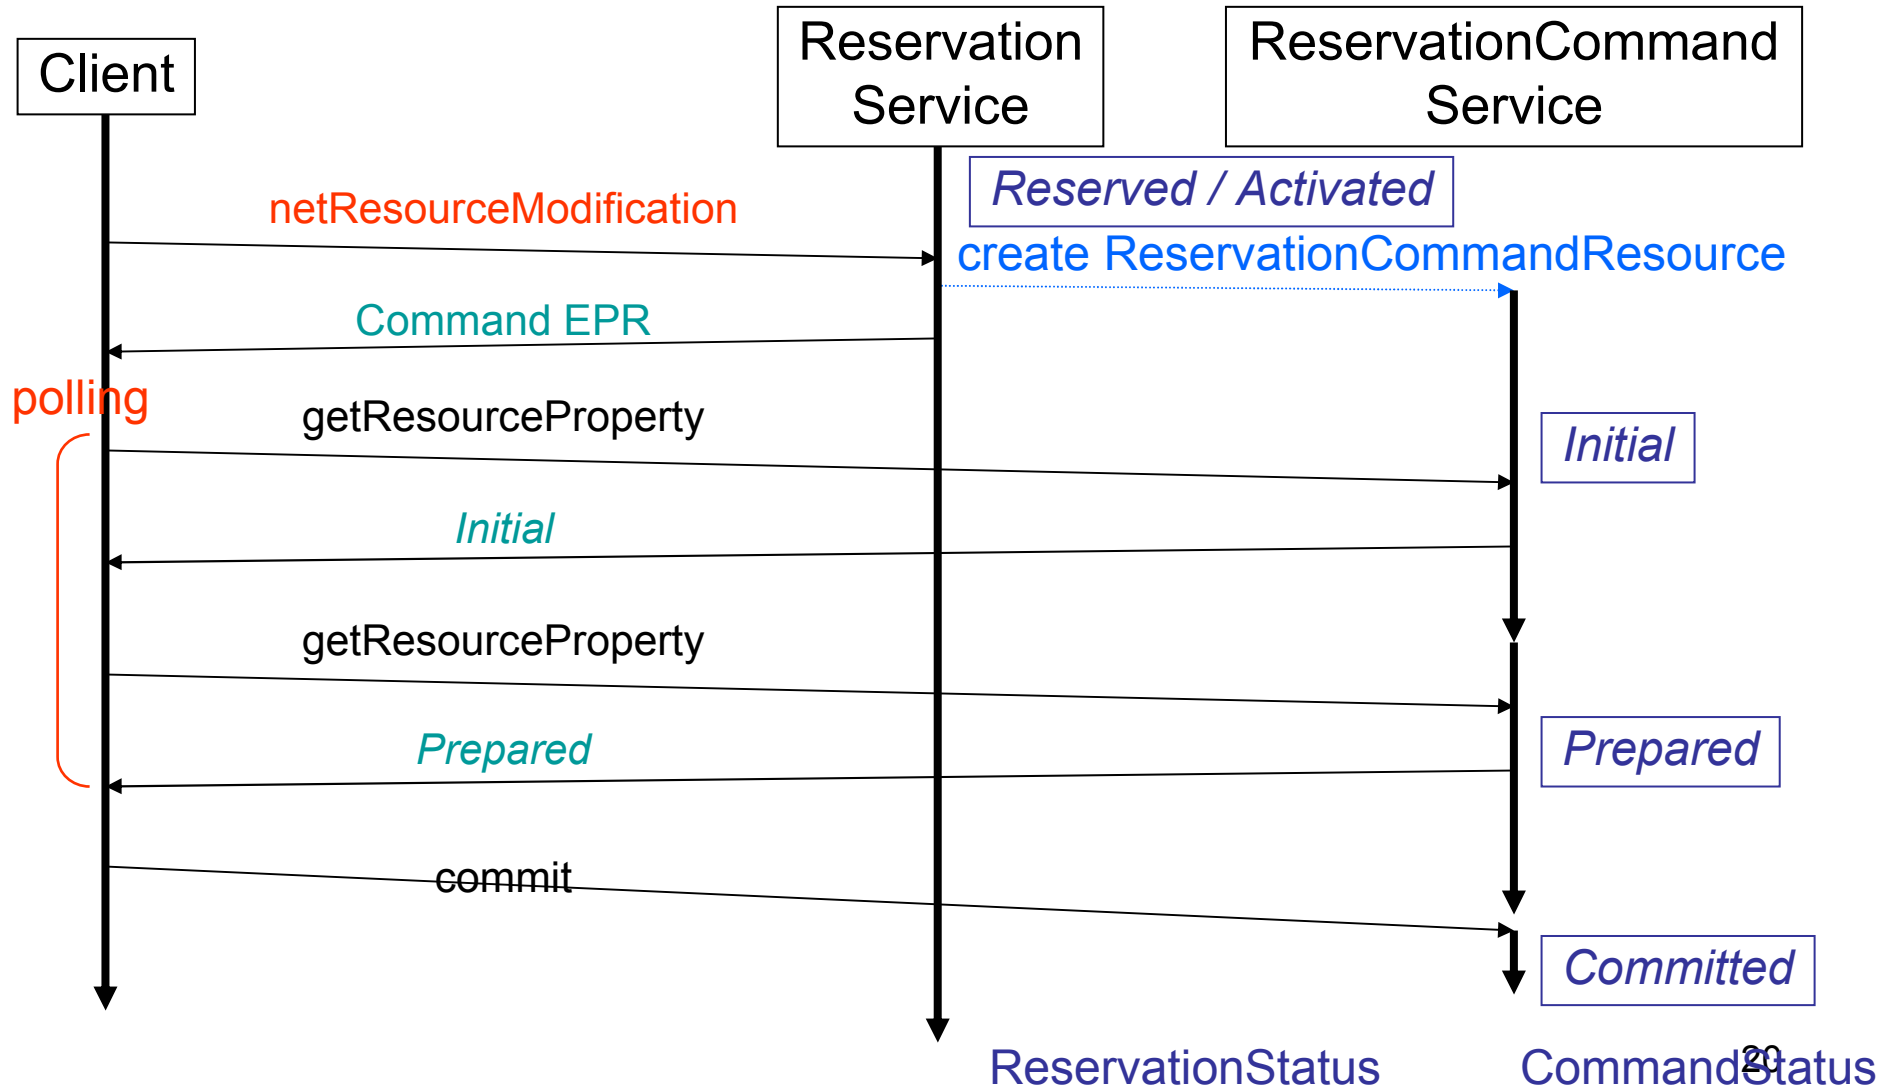 Client
Reservation
Service
ReservationCommand
Service
Reserved / Activated
netResourceModification
create ReservationCommandResource
Command EPR
polling
getResourceProperty
Initial
Initial
getResourceProperty
Prepared
Prepared
commit
Committed
ReservationStatus
CommandStatus
20